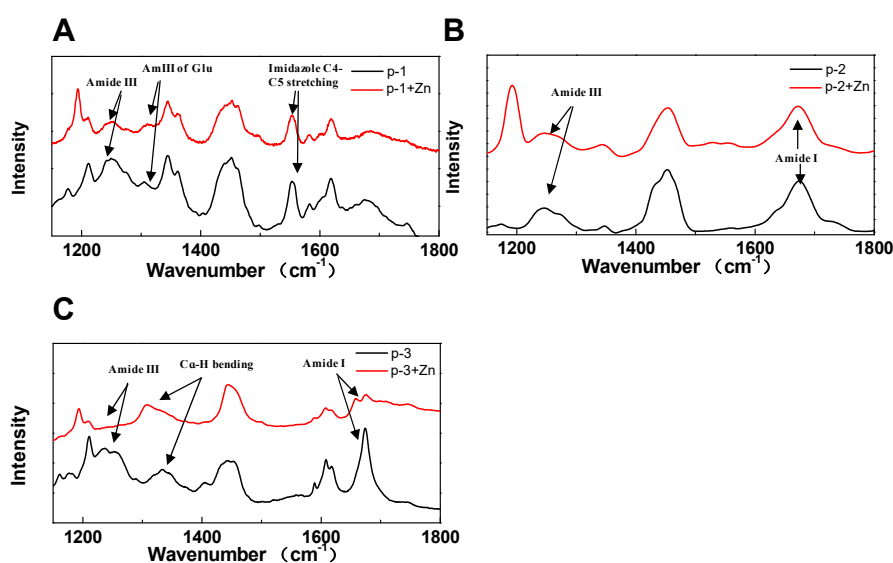 A
Intensity
Amide III
AmIII of Glu
Imidazole C4-
C5 stretching
p-1
p-1+Zn
1200 1400 1600 1800
Wavenumber （cm-1）
B
Intensity
Amide III
Amide I
p-2
p-2+Zn
1200 1400 1600 1800
Wavenumber （cm-1）
C
Intensity
Amide III
Cα-H bending
Amide I
p-3
p-3+Zn
1200 1400 1600 1800
Wavenumber （cm-1）